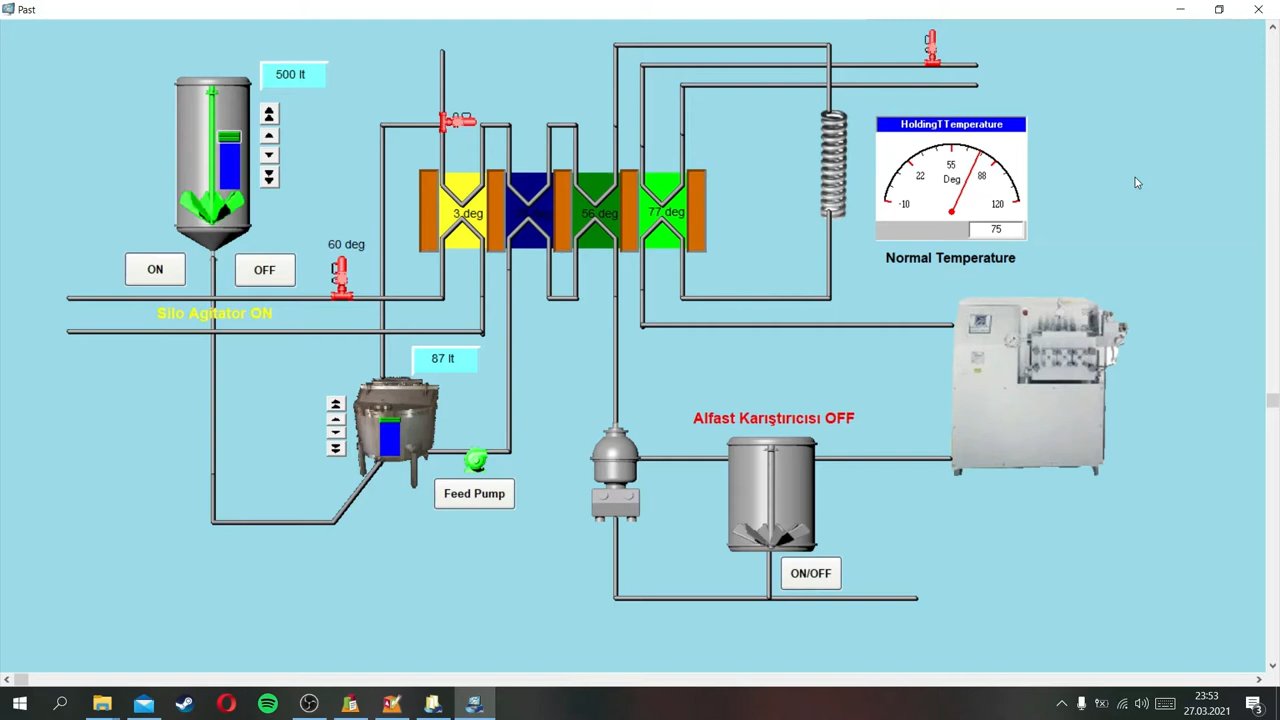 Past
500 lt
HoldingTTemperature
55
22
Deg
88
-10
120
75
3 deg
56 deg
77 deg
60 deg
Normal Temperature
ON
OFF
Silo Agitator ON
87 lt
Alfast Karıştırıcısı OFF
Feed Pump
ON/OFF
23:53
27.03.2021
3